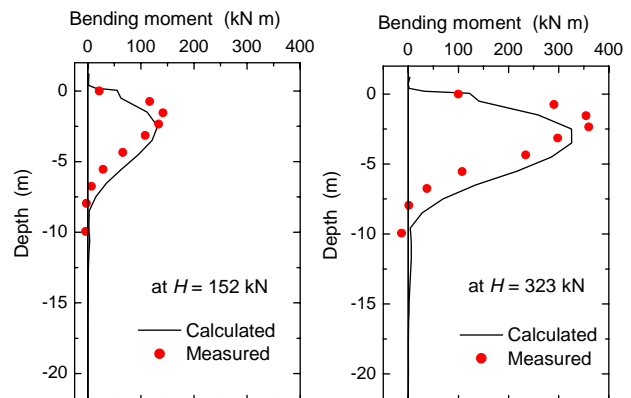 Bending moment (kN m)
0 100 200 300 400
0
-5
-10
-15
-20
Depth (m)
at H = 152 kN
Calculated
Measured
Bending moment (kN m)
0 100 200 300 400
0
-5
-10
-15
-20
Depth (m)
at H = 323 kN
Calculated
Measured